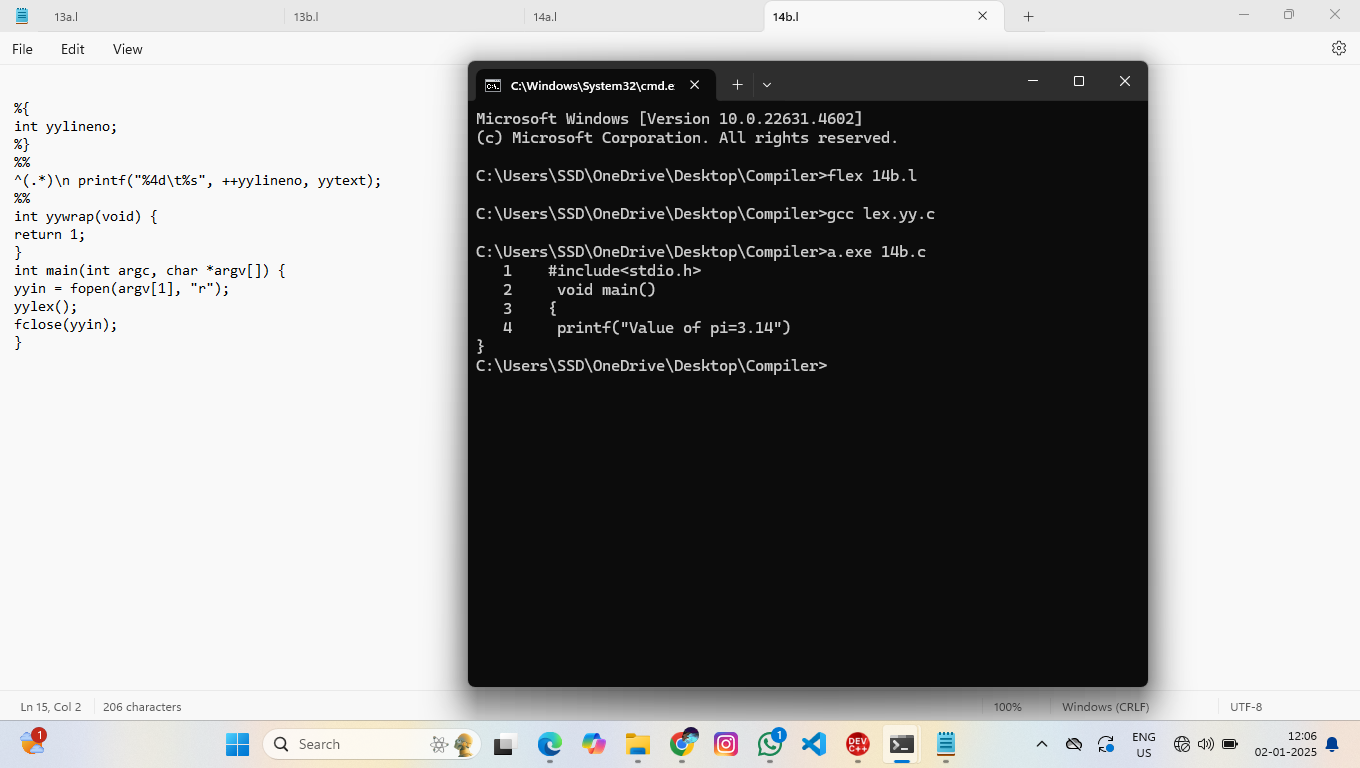 13a.l
13b.l
14a.l
14b.l
File
Edit
View
%{
int yylineno;
%}
%%
^(.*)\n printf("%4d\t%s", ++yylineno, yytext);
%%
int yywrap(void) {
return 1;
}
int main(int argc, char *argv[]) {
yyin = fopen(argv[1], "r");
yylex();
fclose(yyin);
}
C:\Windows\System32\cmd.e
Microsoft Windows [Version 10.0.22631.4602]
(c) Microsoft Corporation. All rights reserved.
C:\Users\SSD\OneDrive\Desktop\Compiler>flex 14b.l
C:\Users\SSD\OneDrive\Desktop\Compiler>gcc lex.yy.c
C:\Users\SSD\OneDrive\Desktop\Compiler>a.exe 14b.c
1 #include<stdio.h>
2 void main()
3 {
4 printf("Value of pi=3.14")
}
C:\Users\SSD\OneDrive\Desktop\Compiler>
Ln 15, Col 2
206 characters
100%
Windows (CRLF)
UTF-8
1
Search
1
DEV C++
ENG
US
12:06
02-01-2025